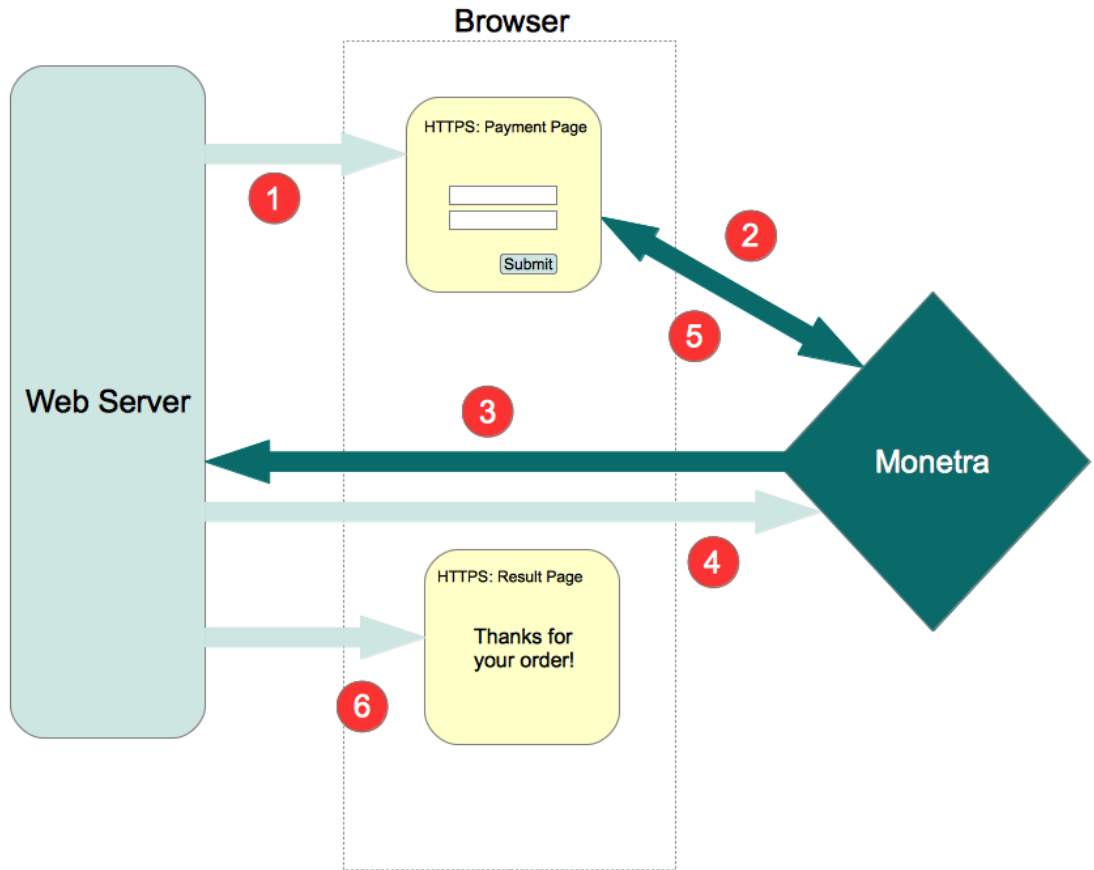 Browser
HTTPS: Payment Page
1
2
Submit
5
Web Server
3
Monetra
4
HTTPS: Result Page
Thanks for
your order!
6